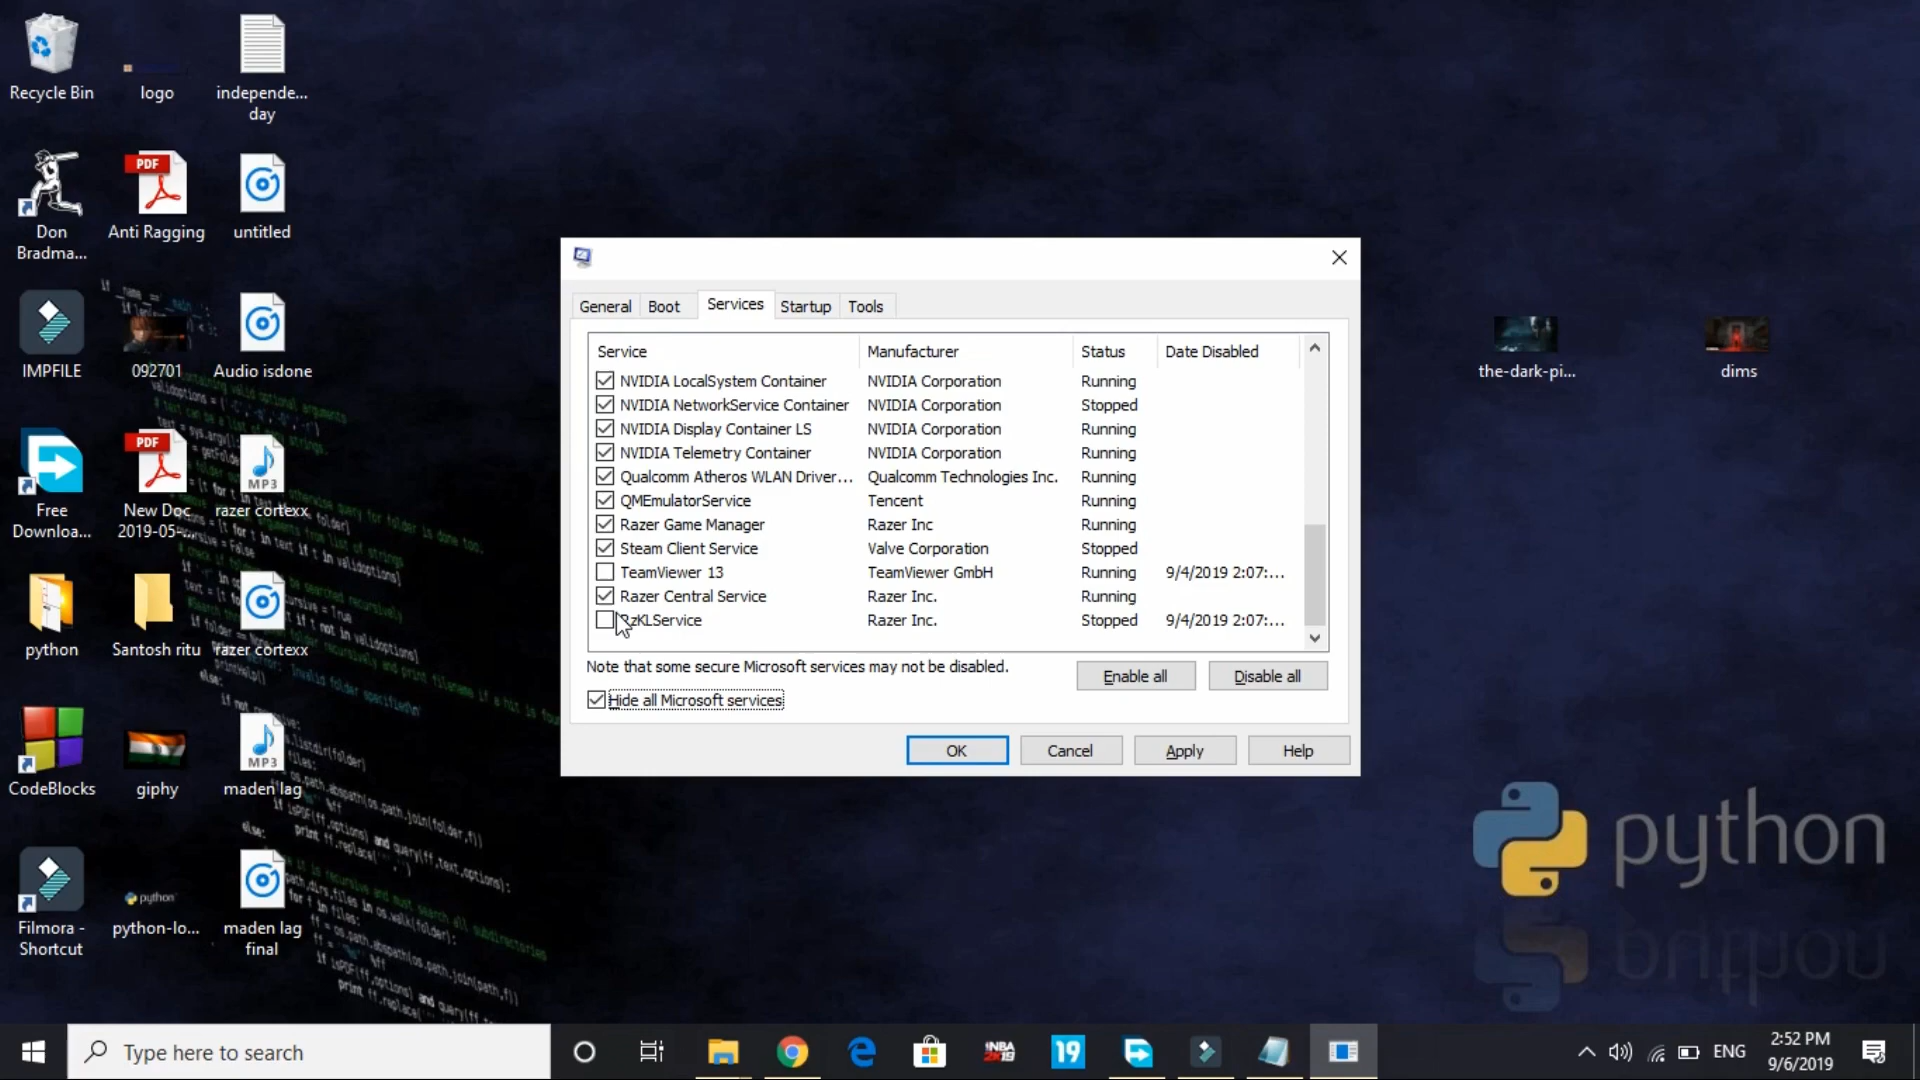 Recycle Bin
logo
independe...
day
Don
Bradma...
Anti Ragging
untitled
IMPFILE
092701
Audio isdone
Free
Downloa...
New Doc
2019-05-...
razer cortexx
python
Santosh ritu
razer cortexx
CodeBlocks
giphy
maden lag
Filmora -
Shortcut
python-lo...
maden lag
final
PDF
PDF
MP3
MP3
the-dark-pi...
dims
General Boot Services Startup Tools
Service Manufacturer Status Date Disabled
NVIDIA LocalSystem Container NVIDIA Corporation Running
NVIDIA NetworkService Container NVIDIA Corporation Stopped
NVIDIA Display Container LS NVIDIA Corporation Running
NVIDIA Telemetry Container NVIDIA Corporation Running
Qualcomm Atheros WLAN Driver... Qualcomm Technologies Inc. Running
QMEmulatorService Tencent Running
Razer Game Manager Razer Inc Running
Steam Client Service Valve Corporation Stopped
TeamViewer 13 TeamViewer GmbH Running 9/4/2019 2:07:...
Razer Central Service Razer Inc. Running
RzKLService Razer Inc. Stopped 9/4/2019 2:07:...
Note that some secure Microsoft services may not be disabled.
Enable all Disable all
Hide all Microsoft services
OK Cancel Apply Help
python
Type here to search
NBA
2K19
19
ENG
2:52 PM
9/6/2019